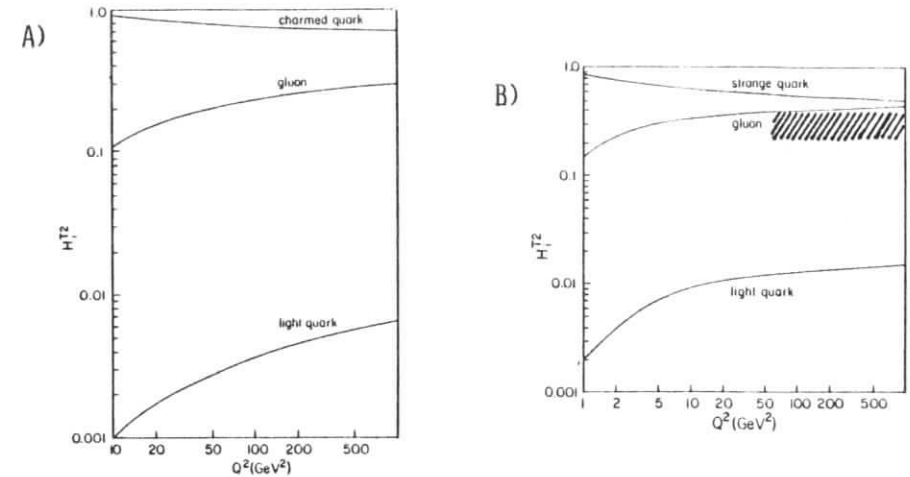 A)
1.0
charmed quark
gluon
0.1
H_i^T2
0.01
light quark
0.001
10 20 50 100 200 500
Q²(GeV²)
B)
1.0
strange quark
gluon
0.1
H_i^T2
0.01
light quark
0.001
1 2 5 10 20 50 100 200 500
Q²(GeV²)